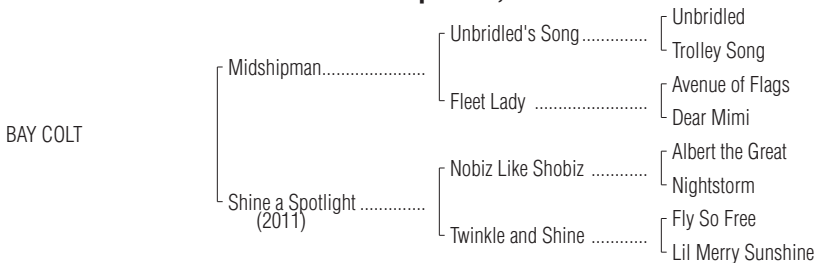 Unbridled
Unbridled's Song..............
Trolley Song
Midshipman......................
Avenue of Flags
Fleet Lady ........................
Dear Mimi
BAY COLT
Albert the Great
Nobiz Like Shobiz ............
Nightstorm
Shine a Spotlight ..............
(2011)
Fly So Free
Twinkle and Shine ............
Lil Merry Sunshine